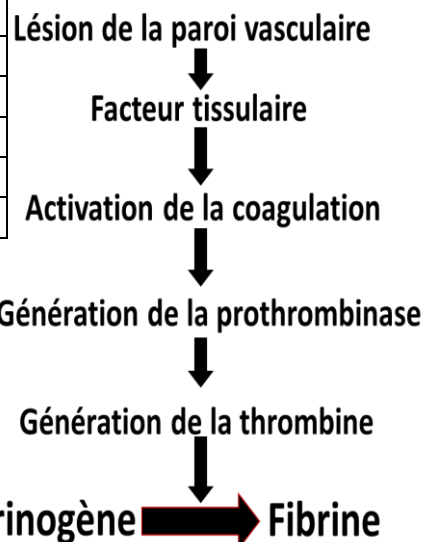 Lésion de la paroi vasculaire
Facteur tissulaire
Activation de la coagulation
Génération de la prothrombinase
Génération de la thrombine
rinogène Fibrine